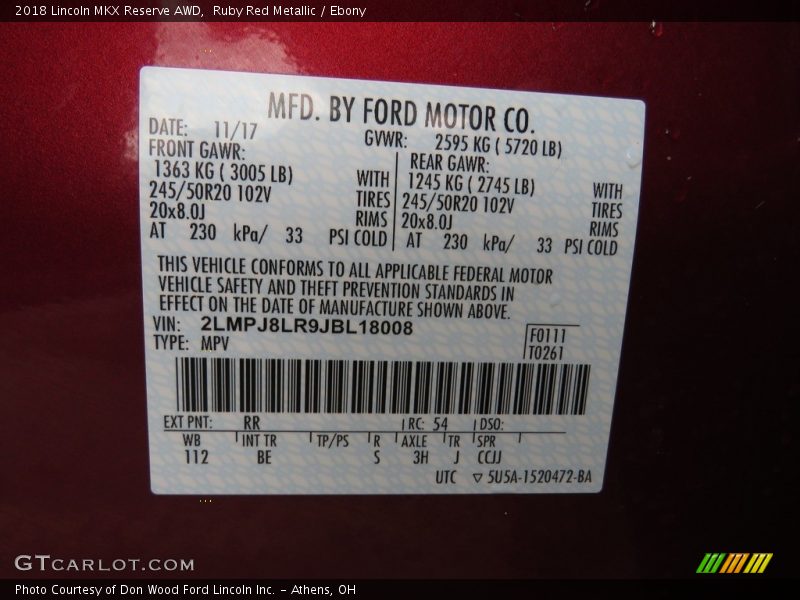 2018 Lincoln MKX Reserve AWD,  Ruby Red Metallic / Ebony
MFD. BY FORD MOTOR CO.
DATE: 11/17 GVWR: 2595 KG ( 5720 LB)
FRONT GAWR: REAR GAWR:
1363 KG ( 3005 LB) WITH 1245 KG ( 2745 LB) WITH
245/50R20 102V TIRES 245/50R20 102V TIRES
20x8.0J RIMS 20x8.0J RIMS
AT 230 kPa/ 33 PSI COLD AT 230 kPa/ 33 PSI COLD
THIS VEHICLE CONFORMS TO ALL APPLICABLE FEDERAL MOTOR
VEHICLE SAFETY AND THEFT PREVENTION STANDARDS IN
EFFECT ON THE DATE OF MANUFACTURE SHOWN ABOVE.
VIN: 2LMPJ8LR9JBL18008
TYPE: MPV
F0111
T0261
EXT PNT: RR RC: 54 DSO:
WB INT TR TP/PS R AXLE TR SPR
112 BE S 3H J CCJJ
UTC ▽ 5U5A-1520472-BA
GTCARLOT.COM
Photo Courtesy of Don Wood Ford Lincoln Inc. - Athens, OH